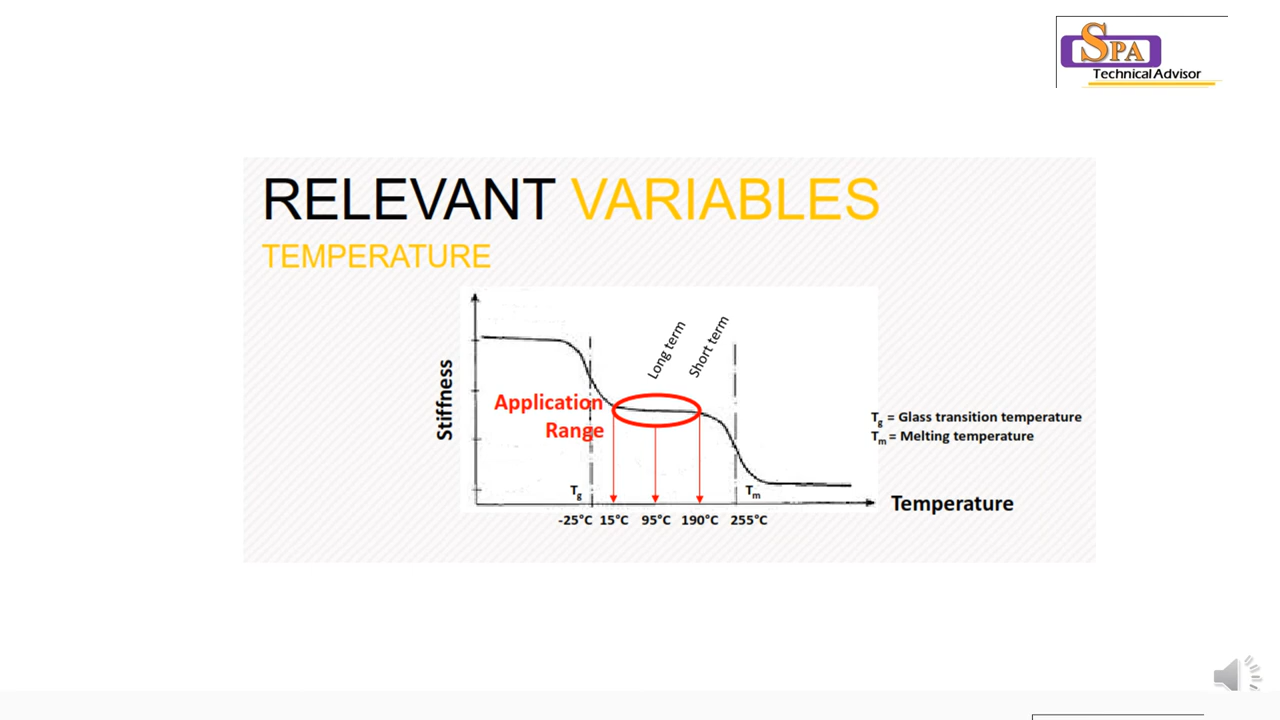 SPA
Technical Advisor
RELEVANT VARIABLES
TEMPERATURE
Long term
Short term
Stiffness
Application
Range
Tg = Glass transition temperature
Tm = Melting temperature
Tg
Tm
Temperature
-25°C 15°C 95°C 190°C 255°C